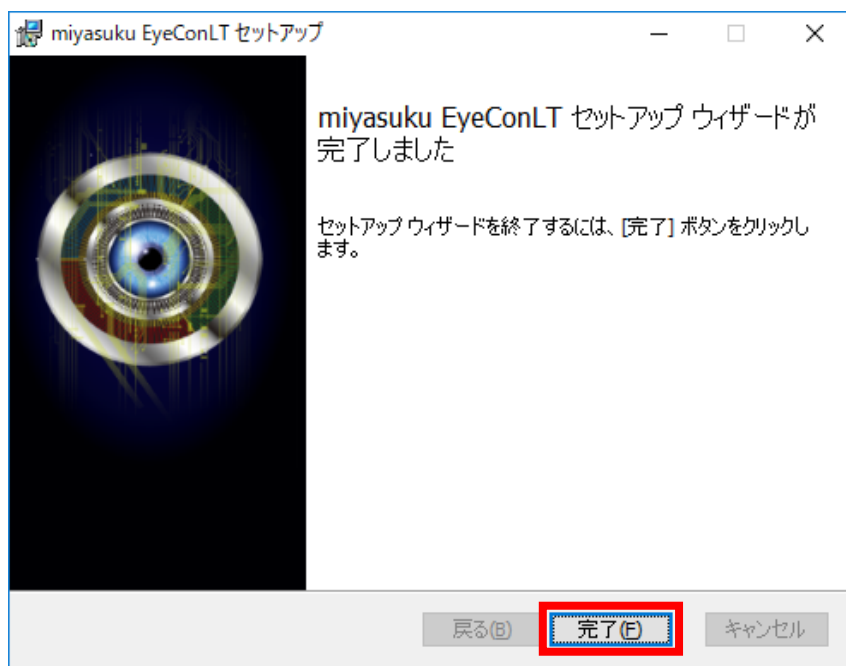 miyasuku EyeConLT セットアップ
miyasuku EyeConLT セットアップ ウィザードが
完了しました
セットアップ ウィザードを終了するには、[完了] ボタンをクリックし
ます。
戻る(B) 完了(F) キャンセル